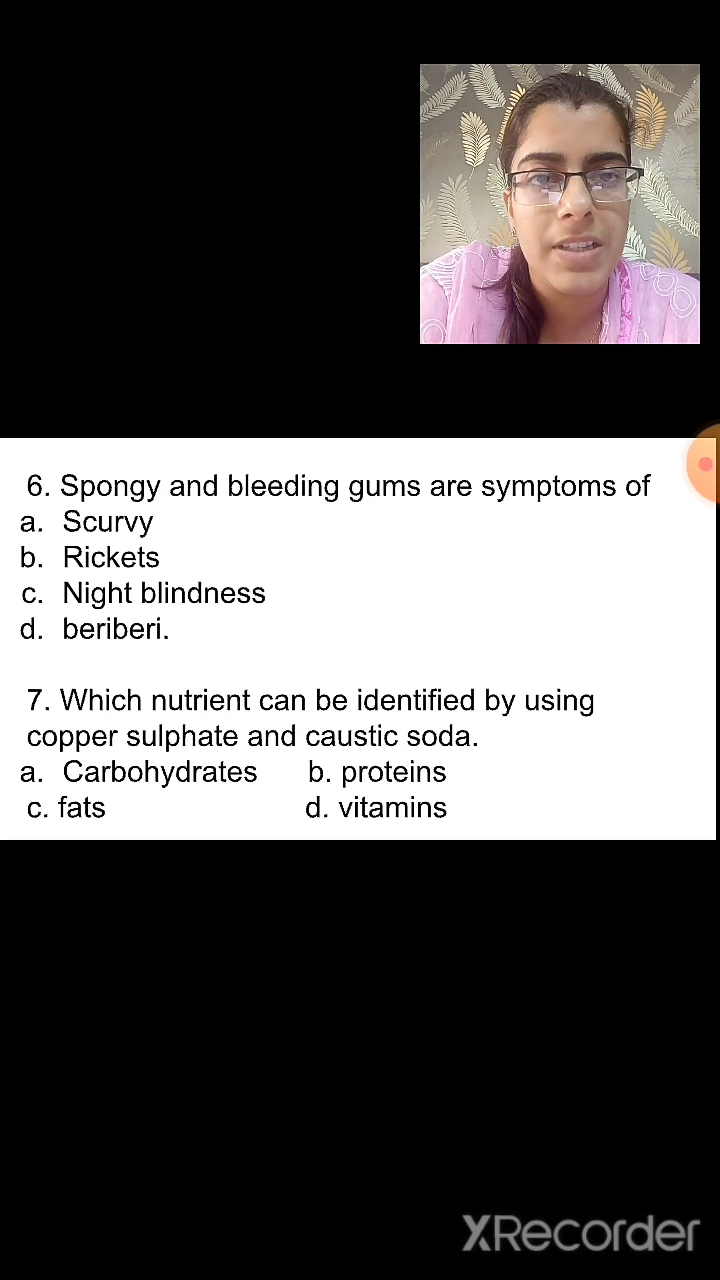 6. Spongy and bleeding gums are symptoms of
a. Scurvy
b. Rickets
c. Night blindness
d. beriberi.
7. Which nutrient can be identified by using
copper sulphate and caustic soda.
a. Carbohydrates b. proteins
c. fats d. vitamins
XRecorder